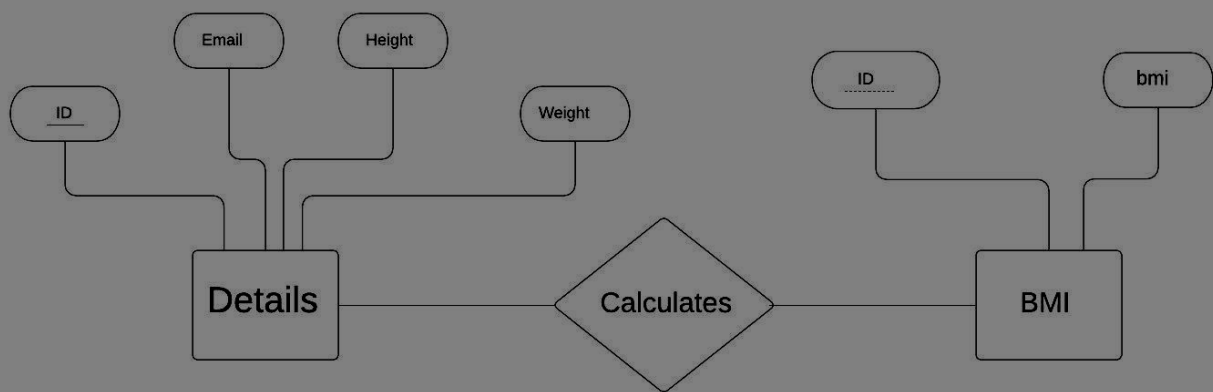 Email
Height
ID
Weight
ID
bmi
Details
Calculates
BMI